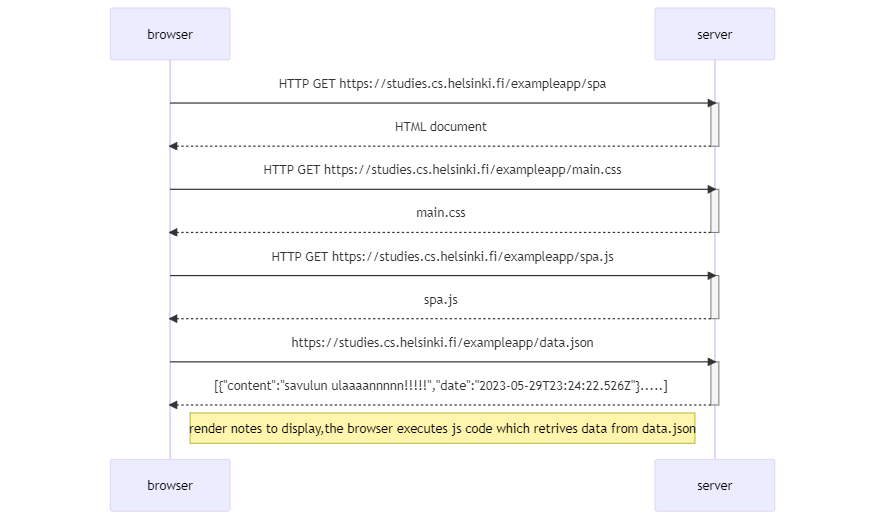 browser server
HTTP GET https://studies.cs.helsinki.fi/exampleapp/spa
HTML document
HTTP GET https://studies.cs.helsinki.fi/exampleapp/main.css
main.css
HTTP GET https://studies.cs.helsinki.fi/exampleapp/spa.js
spa.js
https://studies.cs.helsinki.fi/exampleapp/data.json
[{"content":"savulun ulaaaannnnn!!!!!","date":"2023-05-29T23:24:22.526Z"}.....]
render notes to display,the browser executes js code which retrives data from data.json
browser server